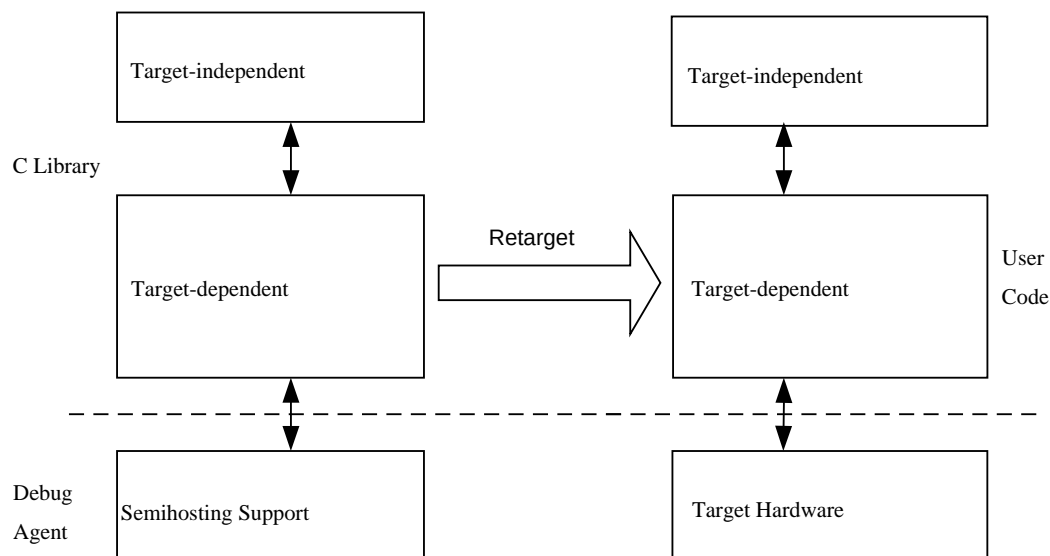 Target-independent
Target-independent
C Library
Retarget
Target-dependent
Target-dependent
User
Code
Debug
Agent
Semihosting Support
Target Hardware